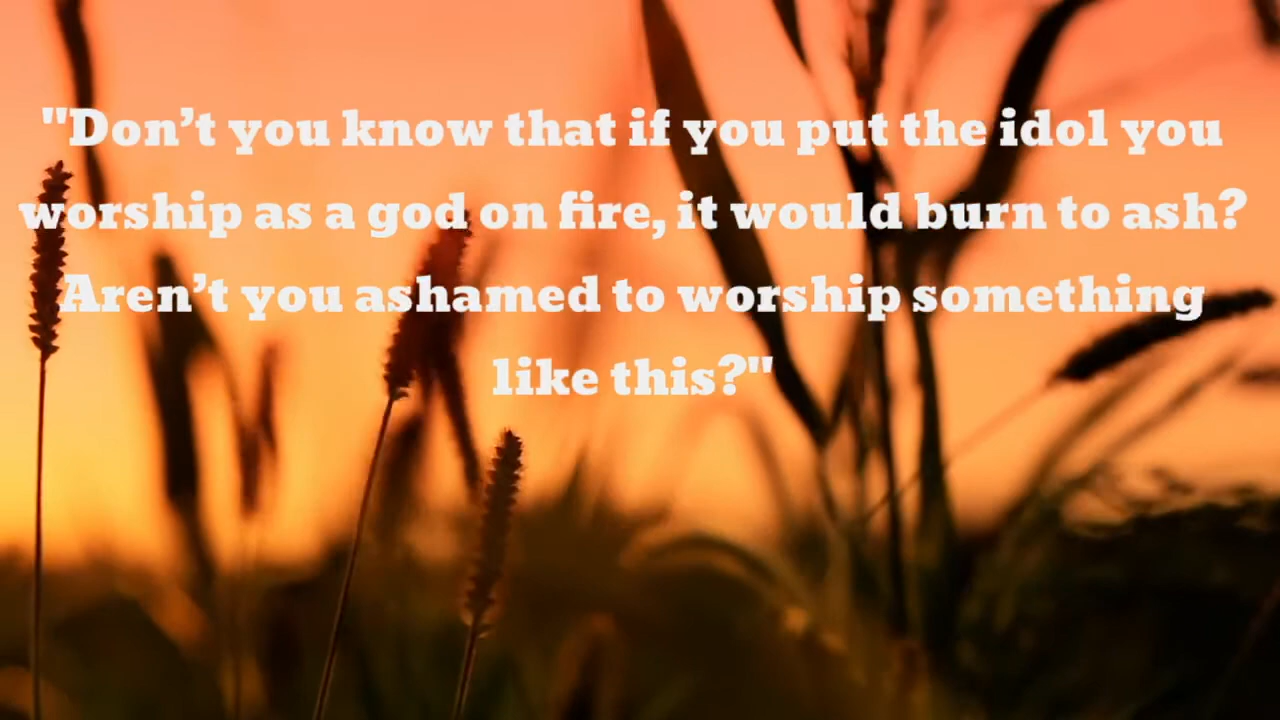 "Don’t you know that if you put the idol you
worship as a god on fire, it would burn to ash?
Aren’t you ashamed to worship something
like this?"